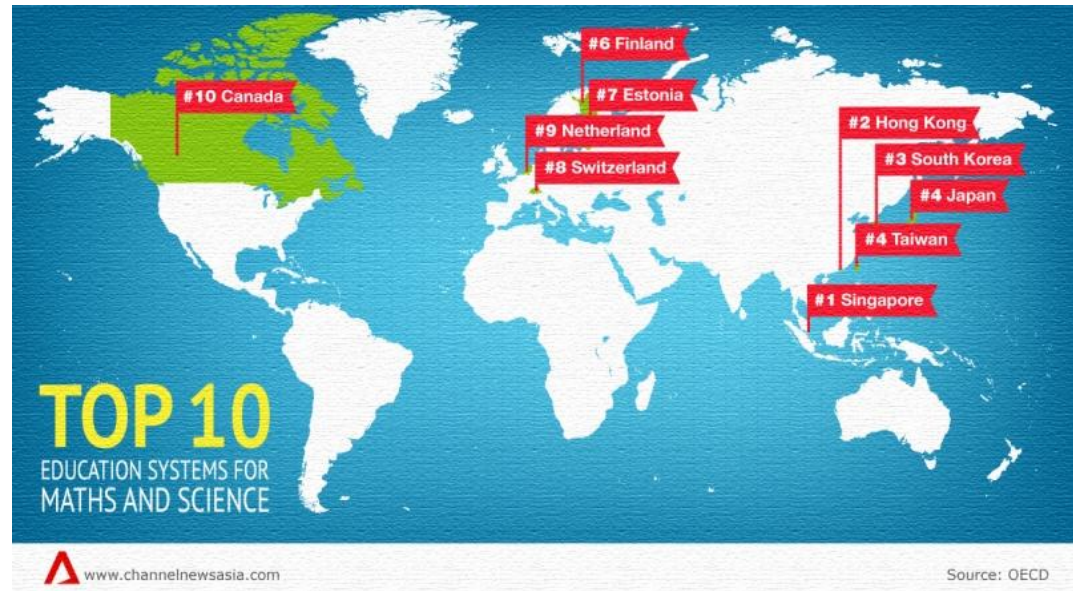 #6 Finland
#10 Canada
#7 Estonia
#9 Netherland
#2 Hong Kong
#8 Switzerland
#3 South Korea
#4 Japan
#4 Taiwan
#1 Singapore
TOP 10
EDUCATION SYSTEMS FOR
MATHS AND SCIENCE
www.channelnewsasia.com
Source: OECD